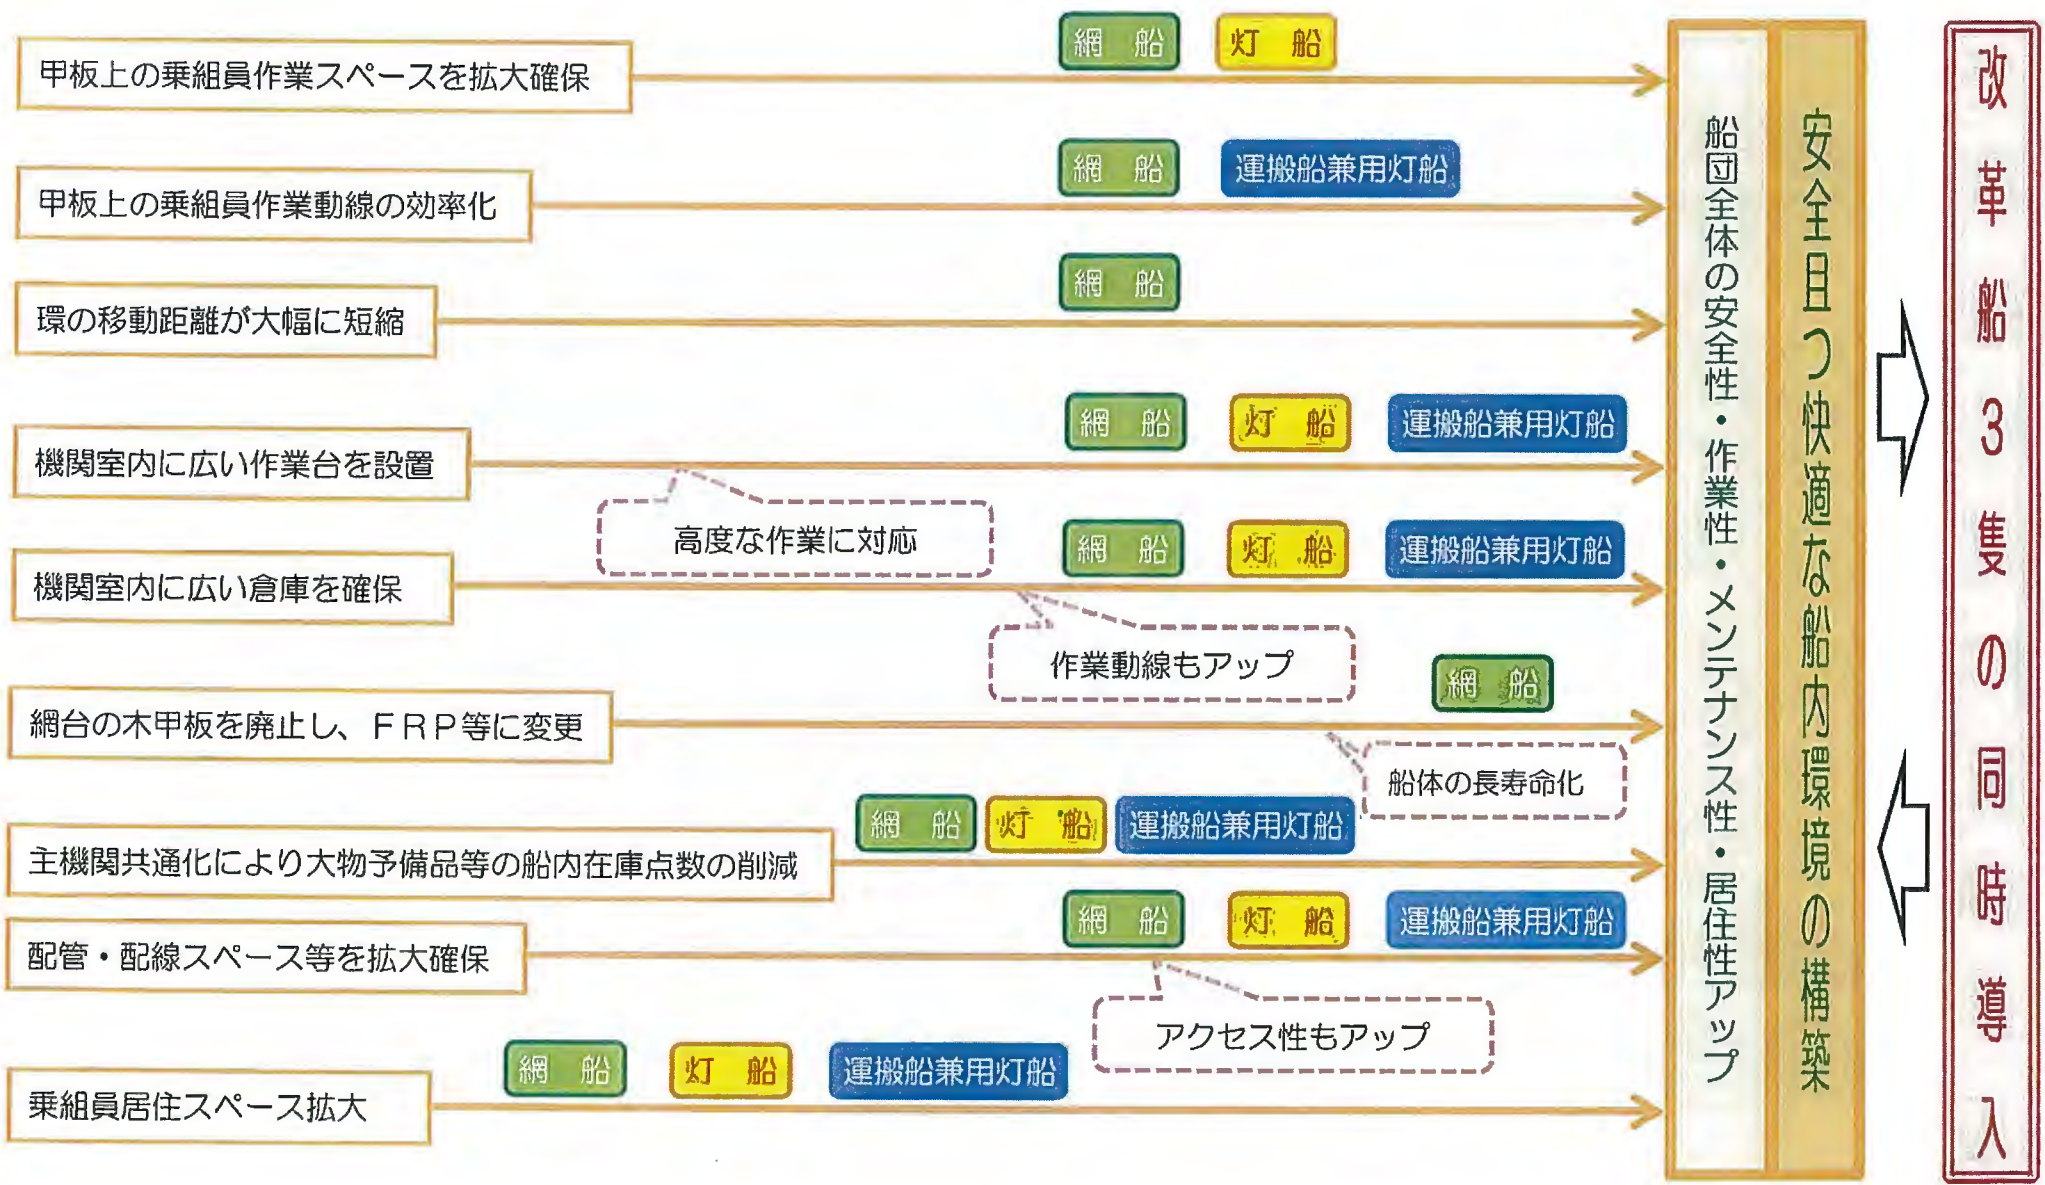 網　船
灯　船
甲板上の乗組員作業スペースを拡大確保
網　船
運搬船兼用灯船
甲板上の乗組員作業動線の効率化
網　船
環の移動距離が大幅に短縮
網　船
灯　船
運搬船兼用灯船
機関室内に広い作業台を設置
高度な作業に対応
網　船
灯　船
運搬船兼用灯船
機関室内に広い倉庫を確保
作業動線もアップ
網　船
網台の木甲板を廃止し、ＦＲＰ等に変更
船体の長寿命化
網　船
灯　船
運搬船兼用灯船
主機関共通化により大物予備品等の船内在庫点数の削減
網　船
灯　船
運搬船兼用灯船
配管・配線スペース等を拡大確保
アクセス性もアップ
網　船
灯　船
運搬船兼用灯船
乗組員居住スペース拡大
船団全体の安全性・作業性・メンテナンス性・居住性アップ
安全且つ快適な船内環境の構築
改革船３隻の同時導入